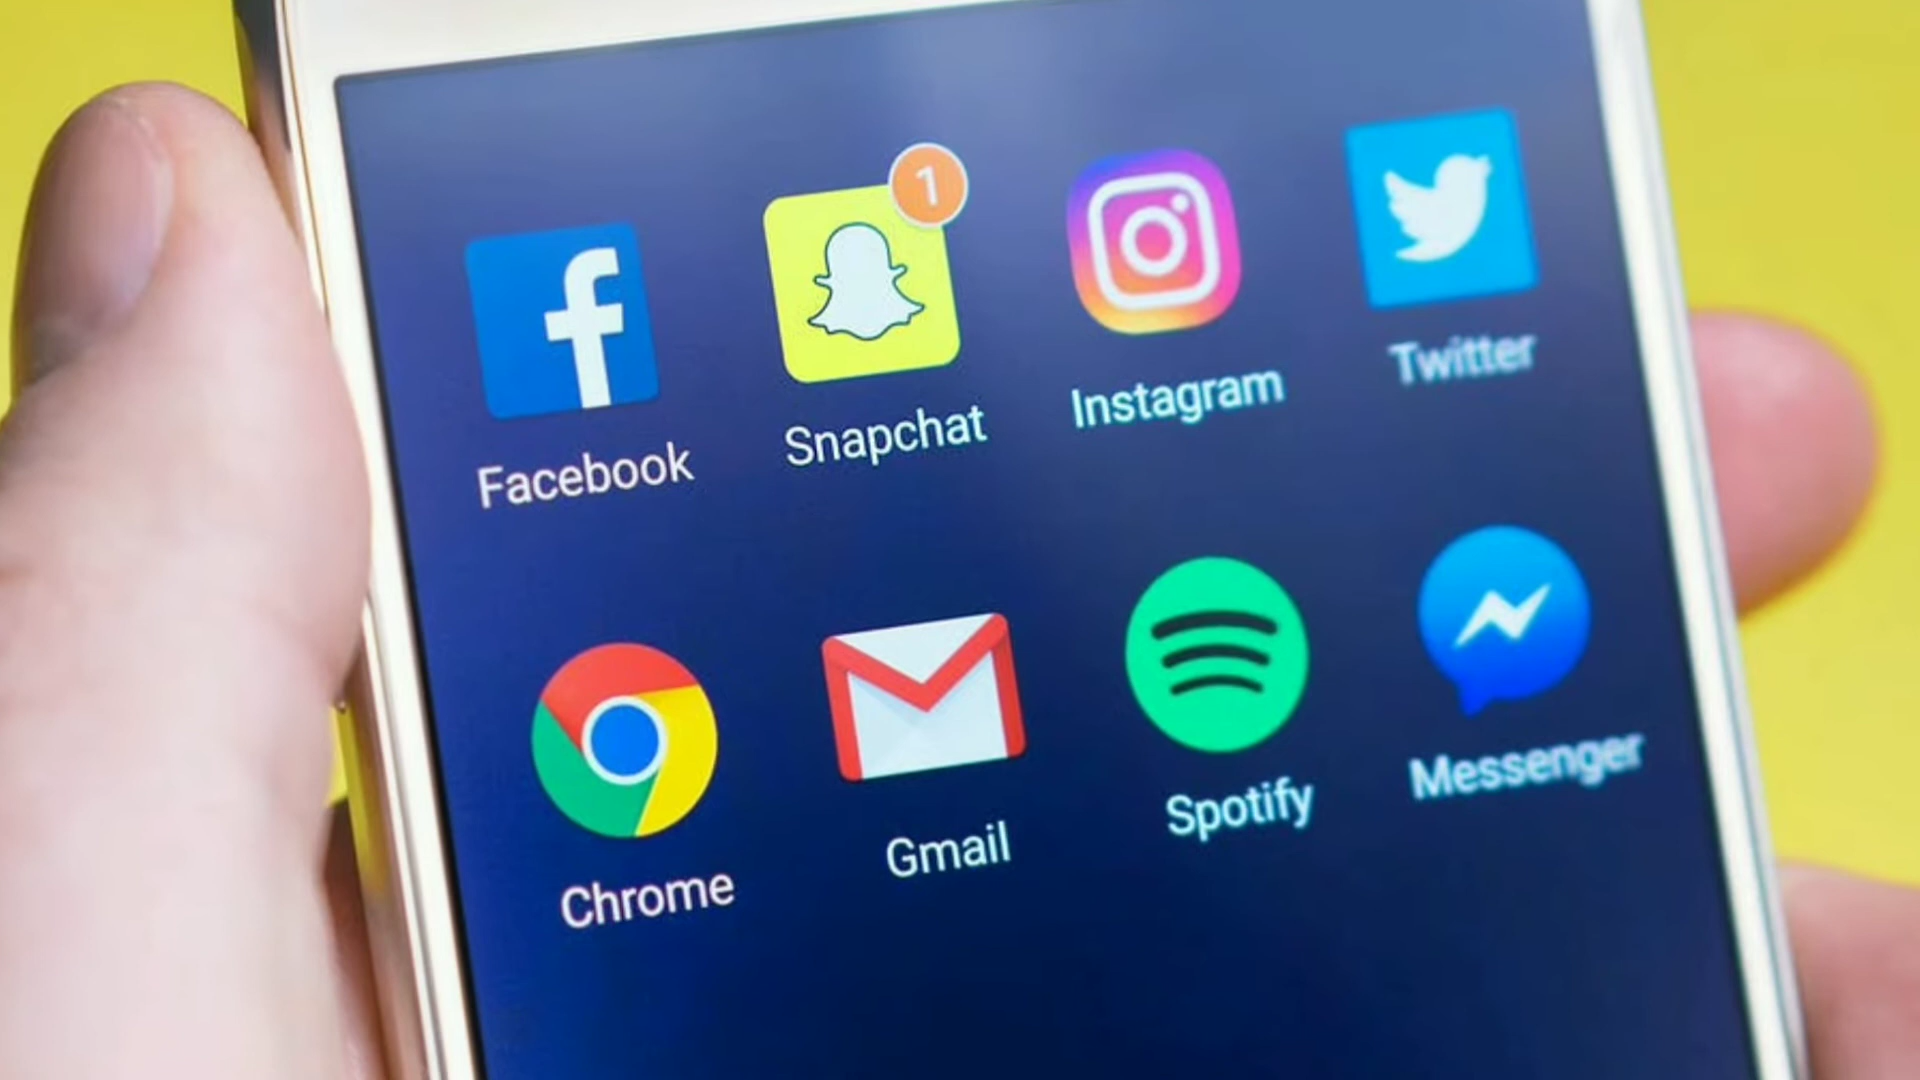 1
Facebook
Snapchat
Instagram
Twitter
Chrome
Gmail
Spotify
Messenger